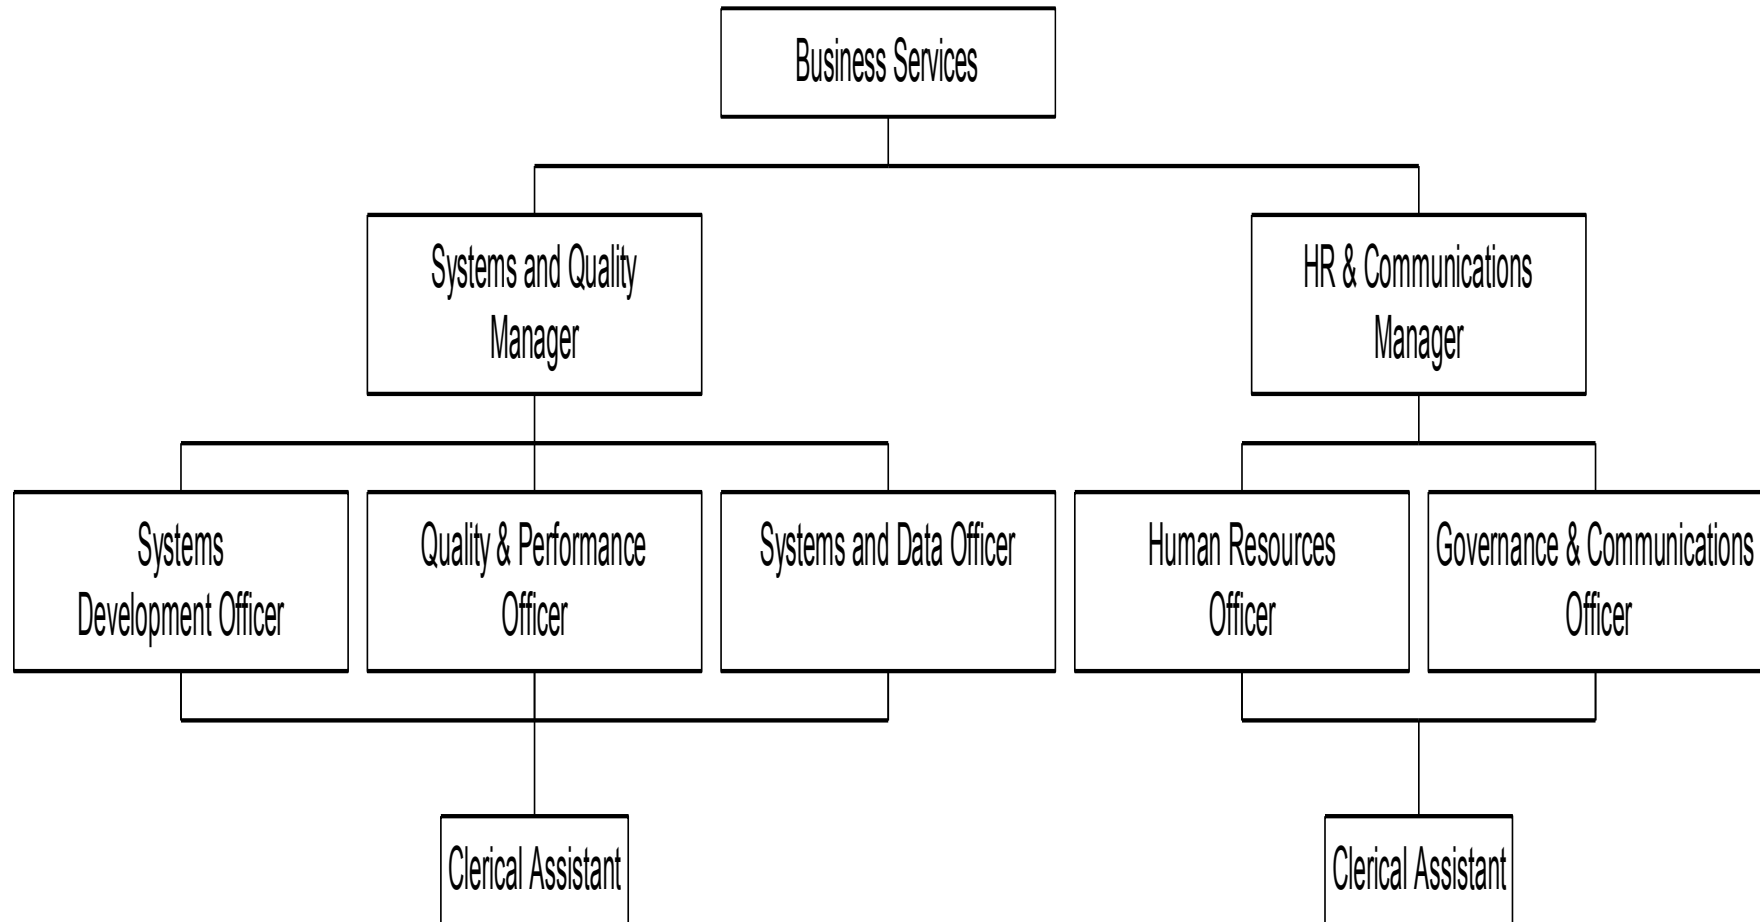 Business Services
Systems and Quality
Manager
HR & Communications
Manager
Systems
Development Officer
Quality & Performance
Officer
Systems and Data Officer
Human Resources
Officer
Governance & Communications
Officer
Clerical Assistant
Clerical Assistant